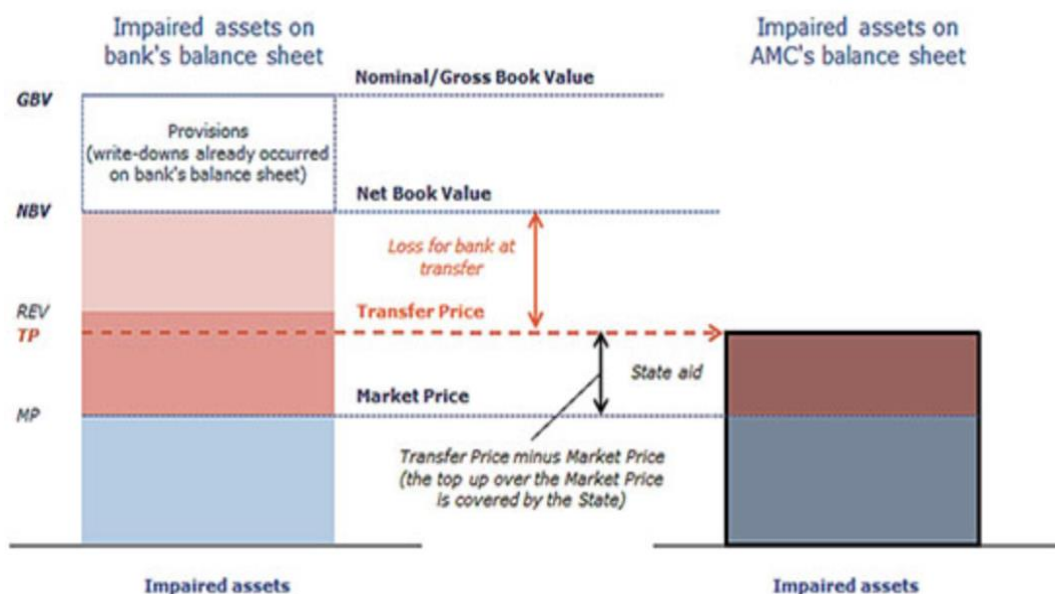 Impaired assets on
bank's balance sheet
Impaired assets on
AMC's balance sheet
Nominal/Gross Book Value
GBV
Provisions
(write-downs already occurred
on bank's balance sheet)
Net Book Value
NBV
Loss for bank at
transfer
REV
Transfer Price
TP
State aid
Market Price
MP
Transfer Price minus Market Price
(the top up over the Market Price
is covered by the State)
Impaired assets
Impaired assets